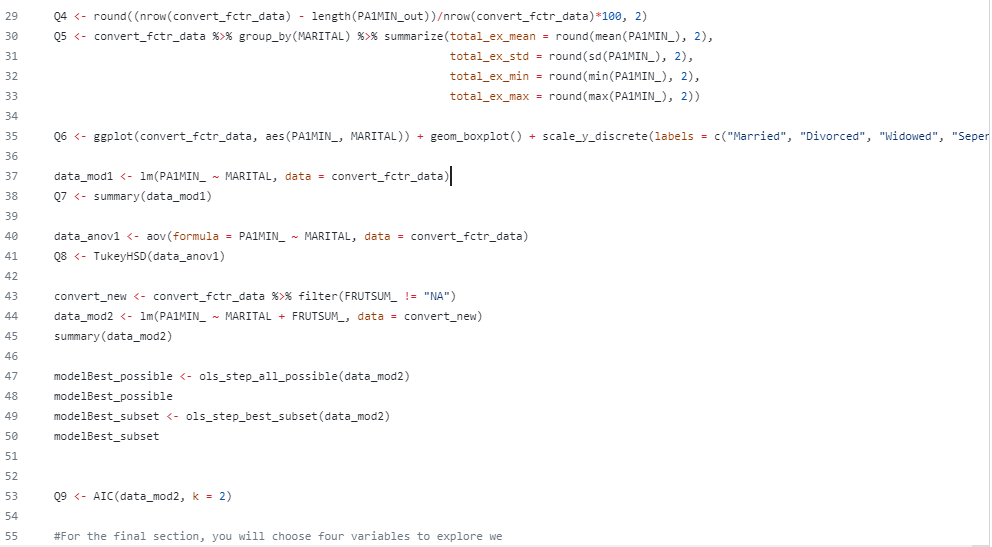 29 Q4 <- round((nrow(convert_fctr_data) - length(PA1MIN_out))/nrow(convert_fctr_data)*100, 2)
30 Q5 <- convert_fctr_data %>% group_by(MARITAL) %>% summarize(total_ex_mean = round(mean(PA1MIN_), 2),
31 total_ex_std = round(sd(PA1MIN_), 2),
32 total_ex_min = round(min(PA1MIN_), 2),
33 total_ex_max = round(max(PA1MIN_), 2))
34
35 Q6 <- ggplot(convert_fctr_data, aes(PA1MIN_, MARITAL)) + geom_boxplot() + scale_y_discrete(labels = c("Married", "Divorced", "Widowed", "Seper
36
37 data_mod1 <- lm(PA1MIN_ ~ MARITAL, data = convert_fctr_data)
38 Q7 <- summary(data_mod1)
39
40 data_anov1 <- aov(formula = PA1MIN_ ~ MARITAL, data = convert_fctr_data)
41 Q8 <- TukeyHSD(data_anov1)
42
43 convert_new <- convert_fctr_data %>% filter(FRUTSUM_ != "NA")
44 data_mod2 <- lm(PA1MIN_ ~ MARITAL + FRUTSUM_, data = convert_new)
45 summary(data_mod2)
46
47 modelBest_possible <- ols_step_all_possible(data_mod2)
48 modelBest_possible
49 modelBest_subset <- ols_step_best_subset(data_mod2)
50 modelBest_subset
51
52
53 Q9 <- AIC(data_mod2, k = 2)
54
55 #For the final section, you will choose four variables to explore we